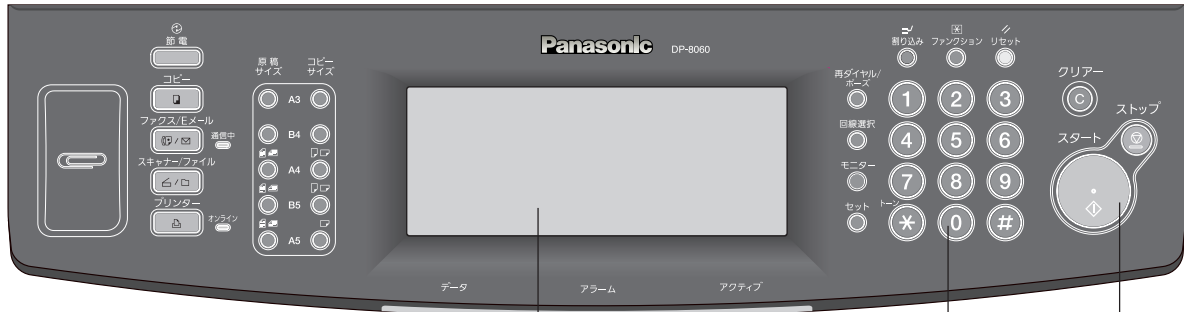 節電
コピー
ファクス/Eメール
通信中
スキャナー/ファイル
プリンター
オンライン
原稿
サイズ
コピー
サイズ
A3
B4
A4
B5
A5
Panasonic DP-8060
データ アラーム アクティブ
割り込み ファンクション リセット
再ダイヤル/
ポーズ
回線選択
モニター
セット
トーン
1 2 3
4 5 6
7 8 9
* 0 #
クリアー
C
ストップ
スタート